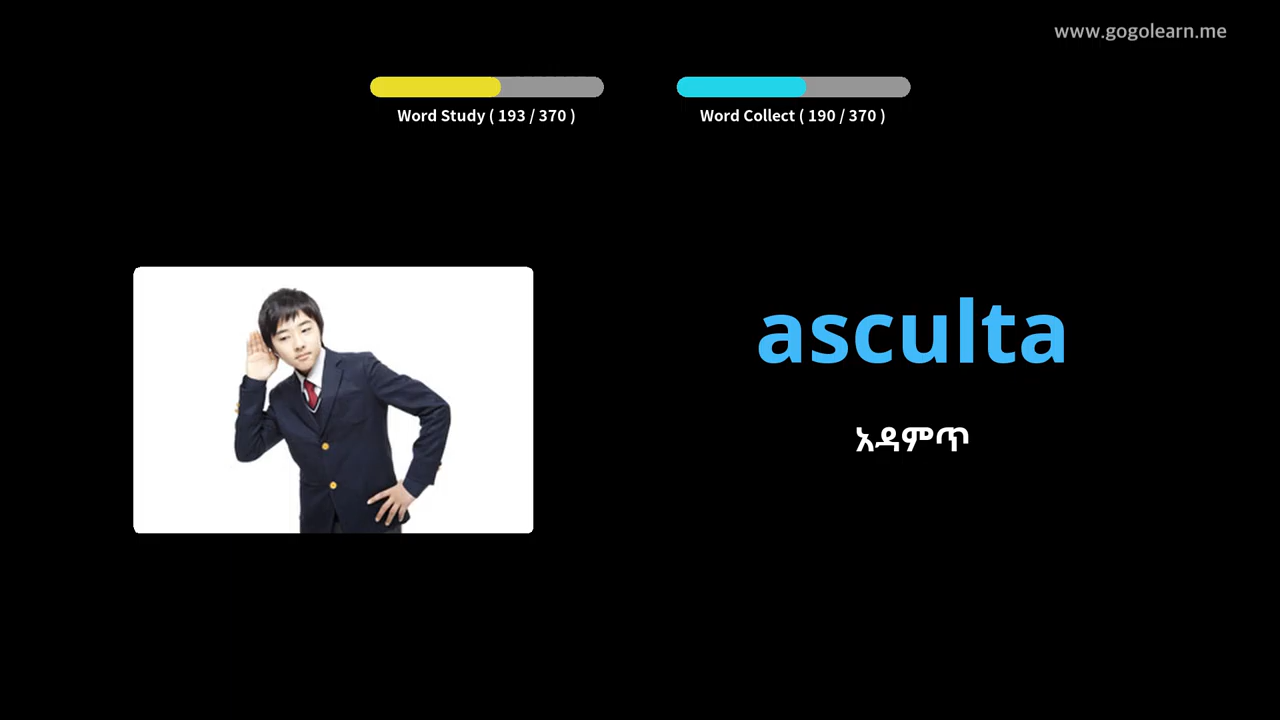 www.gogolearn.me
Word Study ( 193 / 370 )
Word Collect ( 190 / 370 )
asculta
አዳምጥ